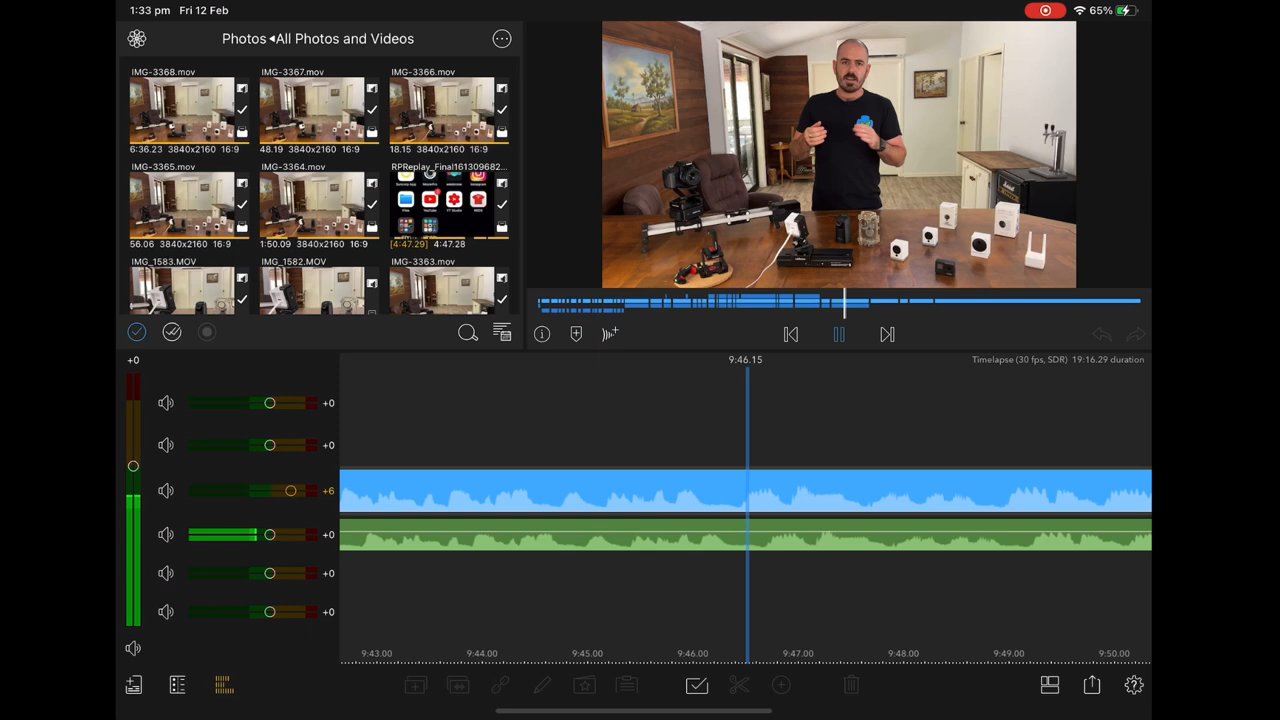 1:33 pm Fri 12 Feb
65%
Photos ◂ All Photos and Videos
IMG-3368.mov IMG-3367.mov IMG-3366.mov
6:36.23 3840x2160 16:9 48.19 3840x2160 16:9 18.15 3840x2160 16:9
IMG-3365.mov IMG-3364.mov RPReplay_Final161309682...
56.06 3840x2160 16:9 1:50.09 3840x2160 16:9 [4:47.29] 4:47.28
IMG_1583.MOV IMG_1582.MOV IMG-3363.mov
+0 9:46.15 Timelapse (30 fps, SDR) 19:16.29 duration
+0
+0
+6
+0
+0
+0
9:43.00 9:44.00 9:45.00 9:46.00 9:47.00 9:48.00 9:49.00 9:50.00